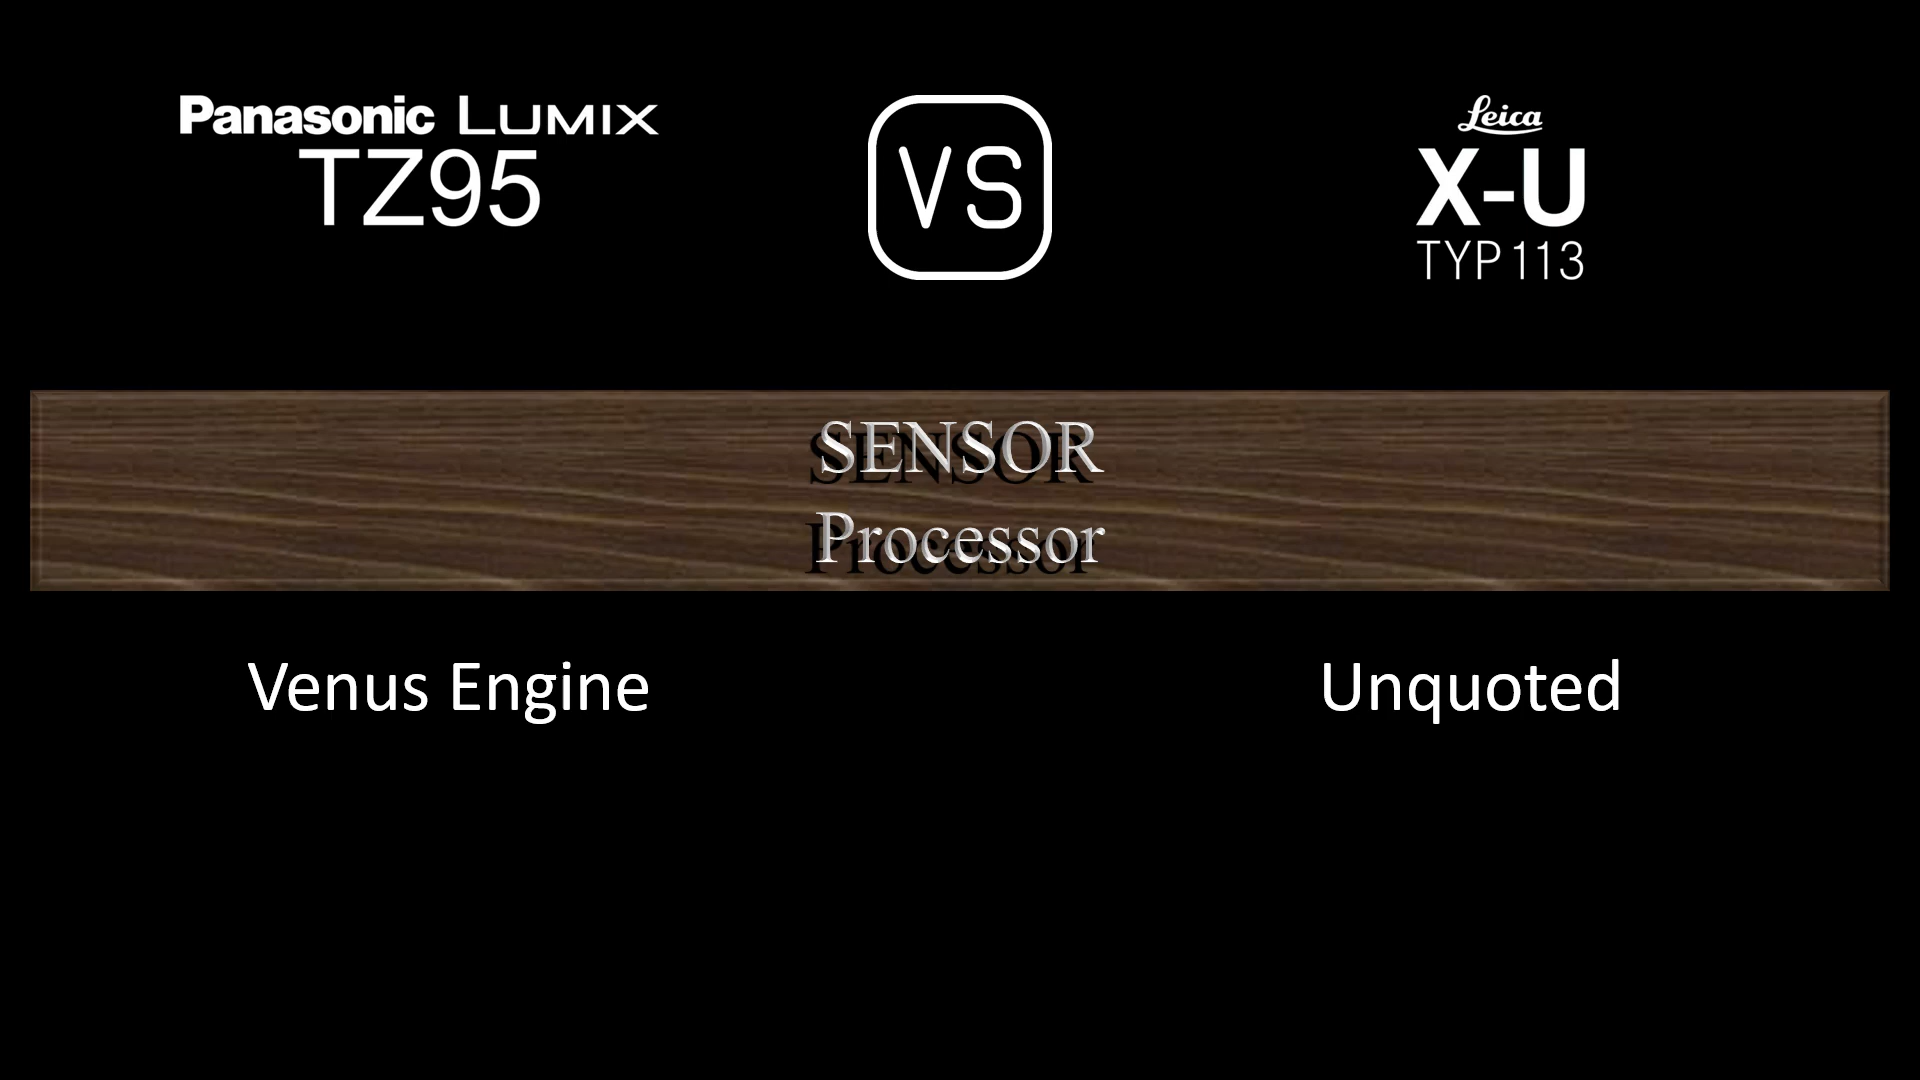 Panasonic LUMIX
TZ95
VS
Leica
X-U
TYP 113
SENSOR
Processor
Venus Engine
Unquoted